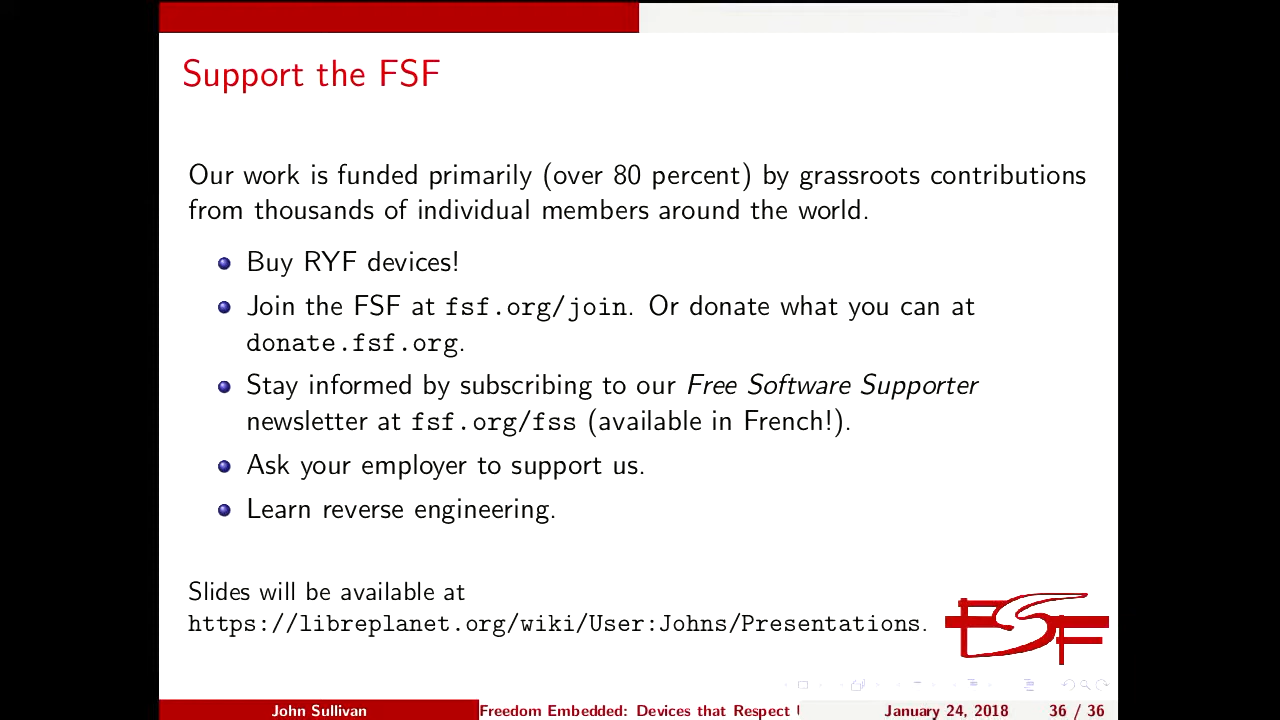 Support the FSF
Our work is funded primarily (over 80 percent) by grassroots contributions
from thousands of individual members around the world.
Buy RYF devices!
Join the FSF at fsf.org/join. Or donate what you can at
donate.fsf.org.
Stay informed by subscribing to our Free Software Supporter
newsletter at fsf.org/fss (available in French!).
Ask your employer to support us.
Learn reverse engineering.
Slides will be available at
https://libreplanet.org/wiki/User:Johns/Presentations.
FSF
John Sullivan
Freedom Embedded: Devices that Respect
January 24, 2018
36 / 36